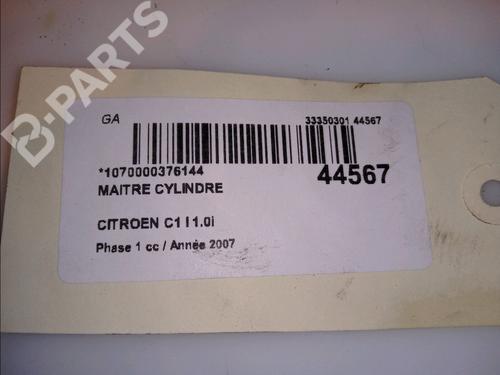 B-PARTS
GA
33350301 44567
*1070000376144
44567
MAITRE CYLINDRE
CITROEN C1 I 1.0i
Phase 1 cc / Année 2007